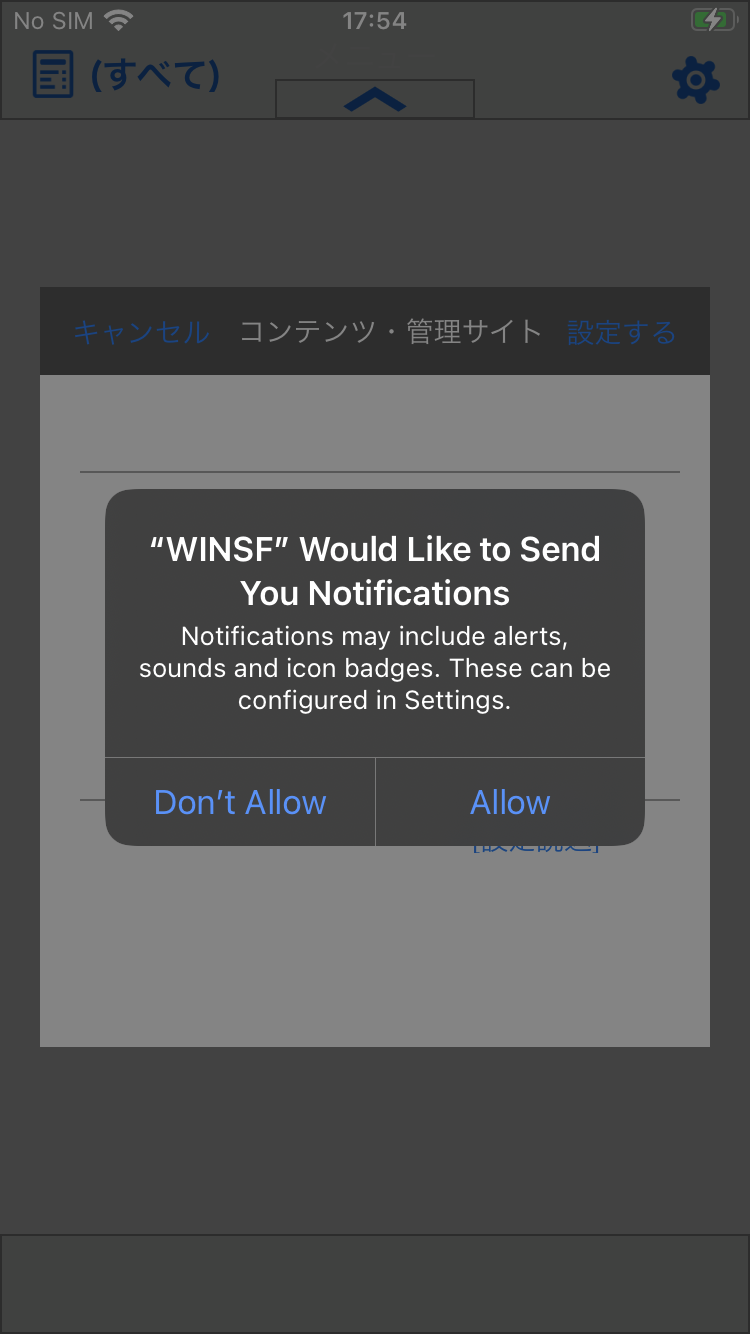 No SIM 17:54
(すべて)
キャンセル コンテンツ・管理サイト 設定する
“WINSF” Would Like to Send
You Notifications
Notifications may include alerts,
sounds and icon badges. These can be
configured in Settings.
Don’t Allow Allow